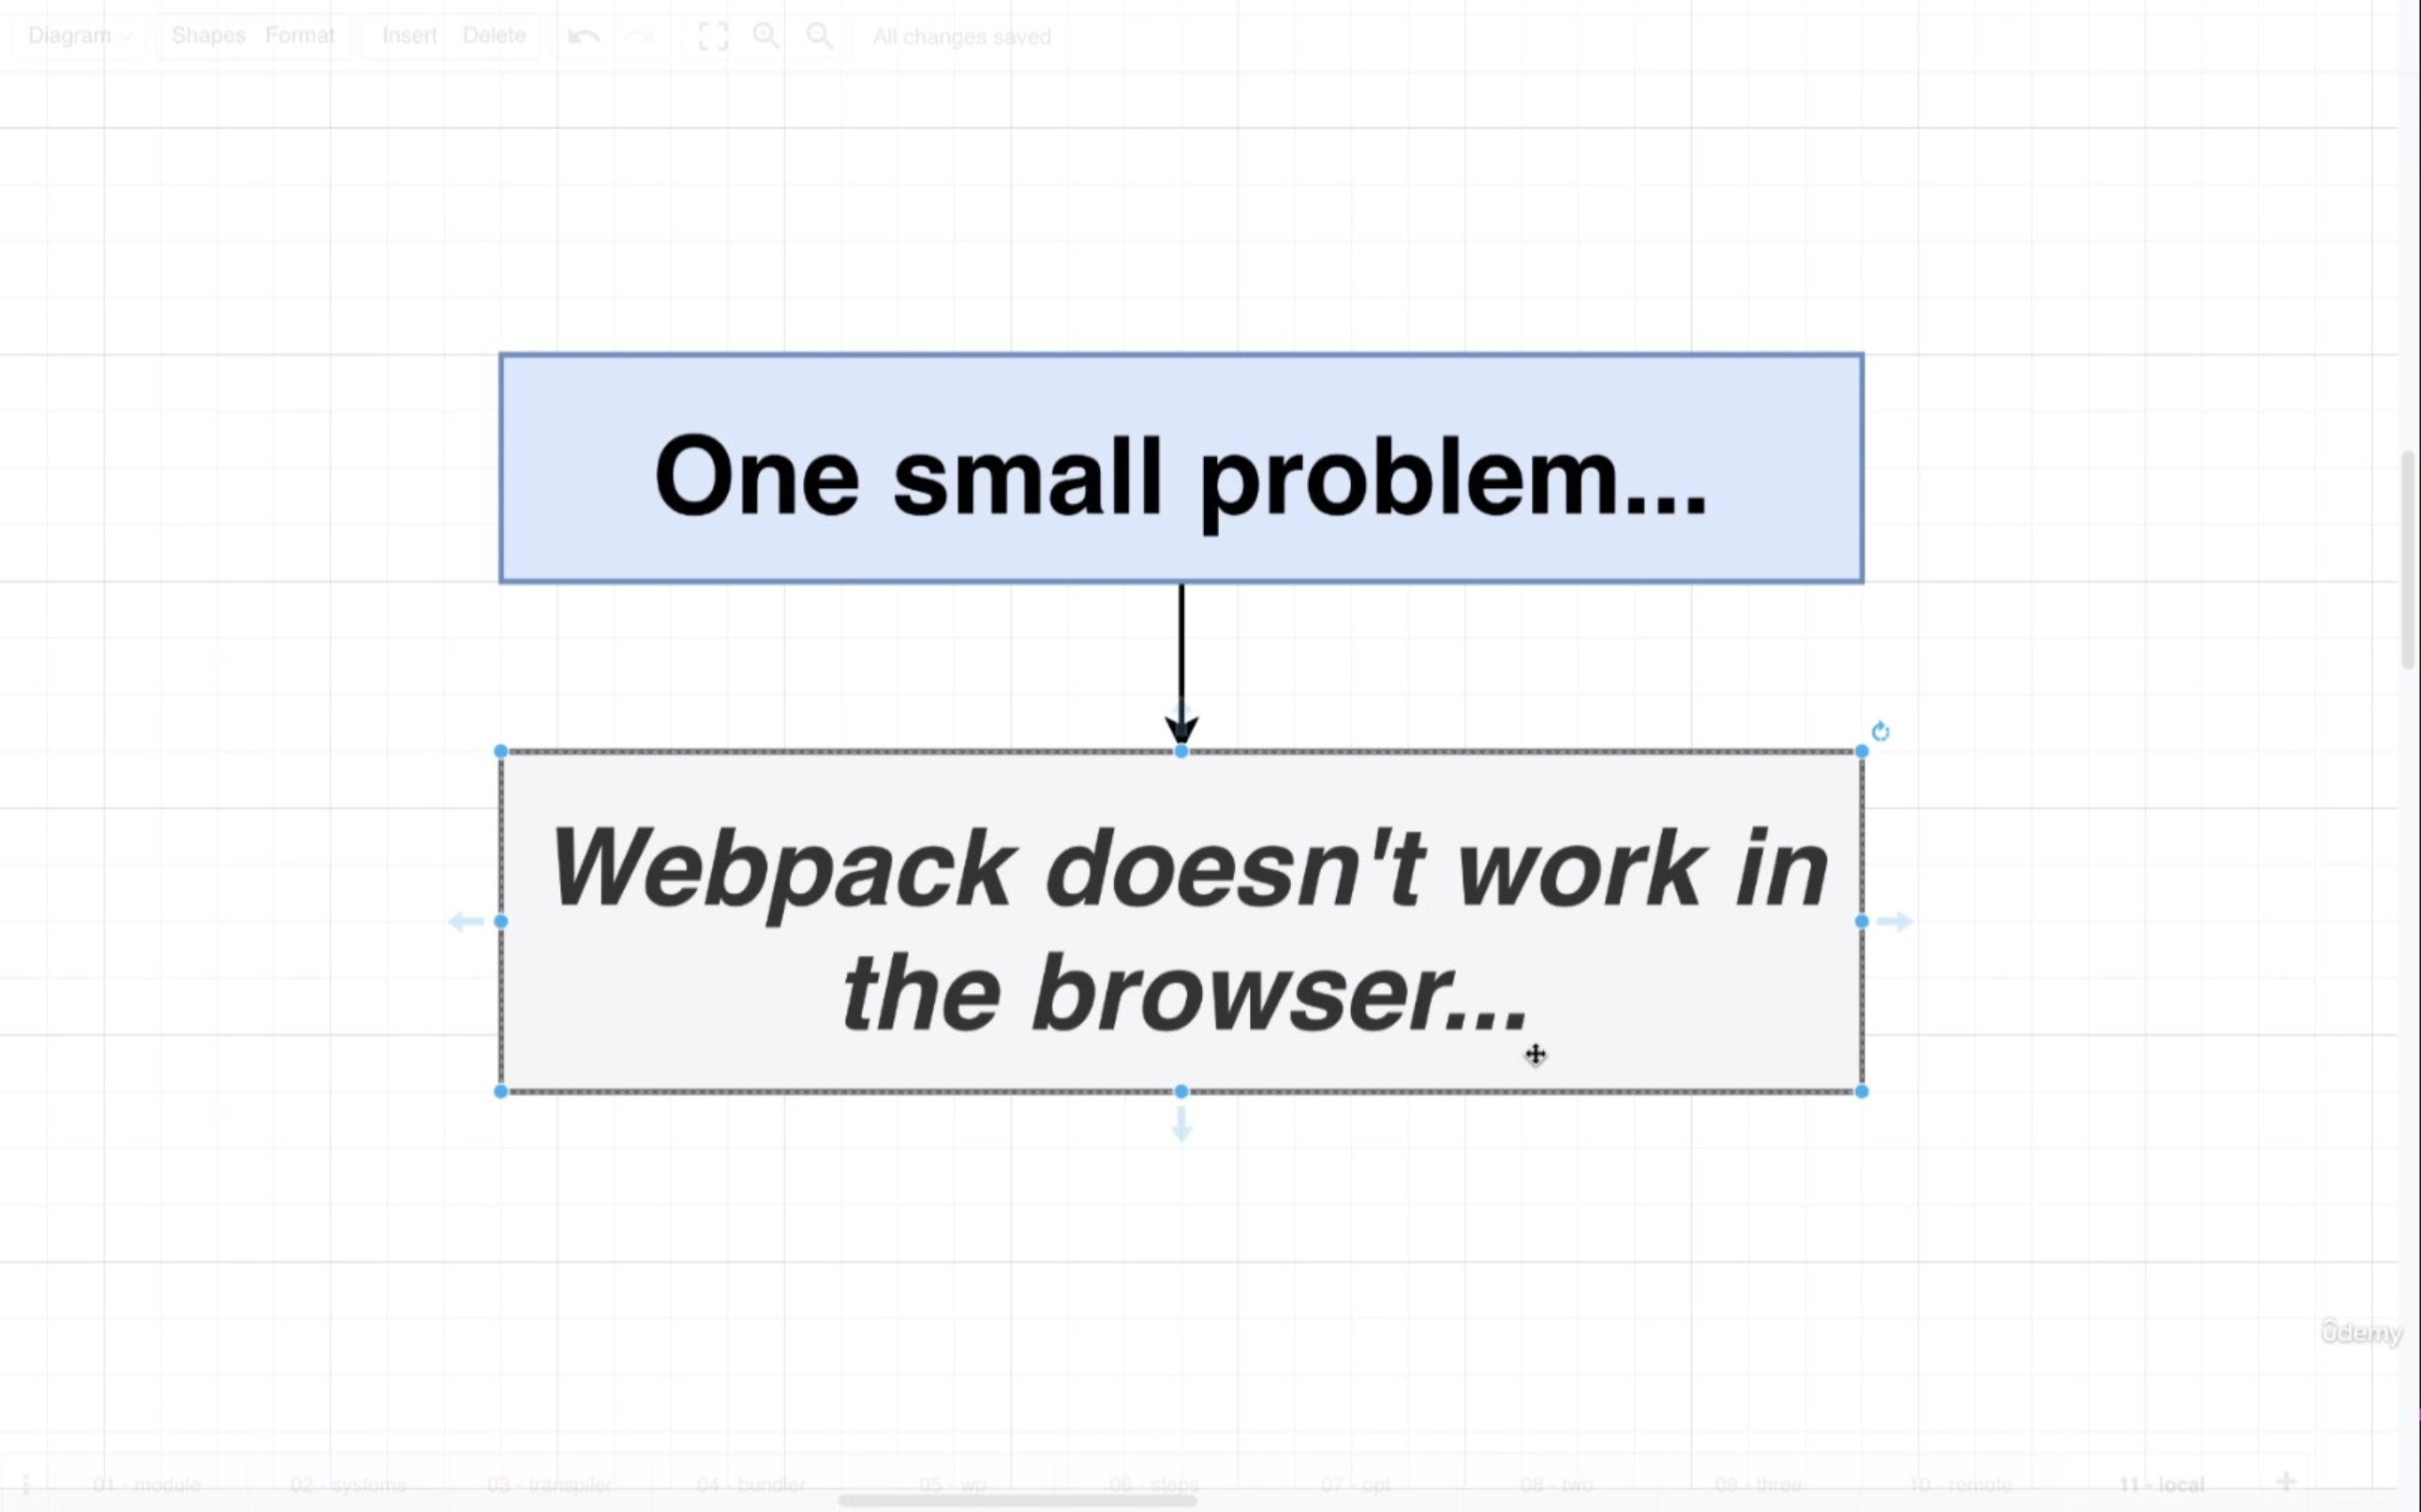 Diagram Shapes Format Insert Delete All changes saved
One small problem...
Webpack doesn't work in
the browser...
ûdemy
01 - module 02 - systems 03 - transpiler 04 - bundler 05 - wp 06 - steps 07 - opt 08 - two 09 - three 10 - remote 11 - local